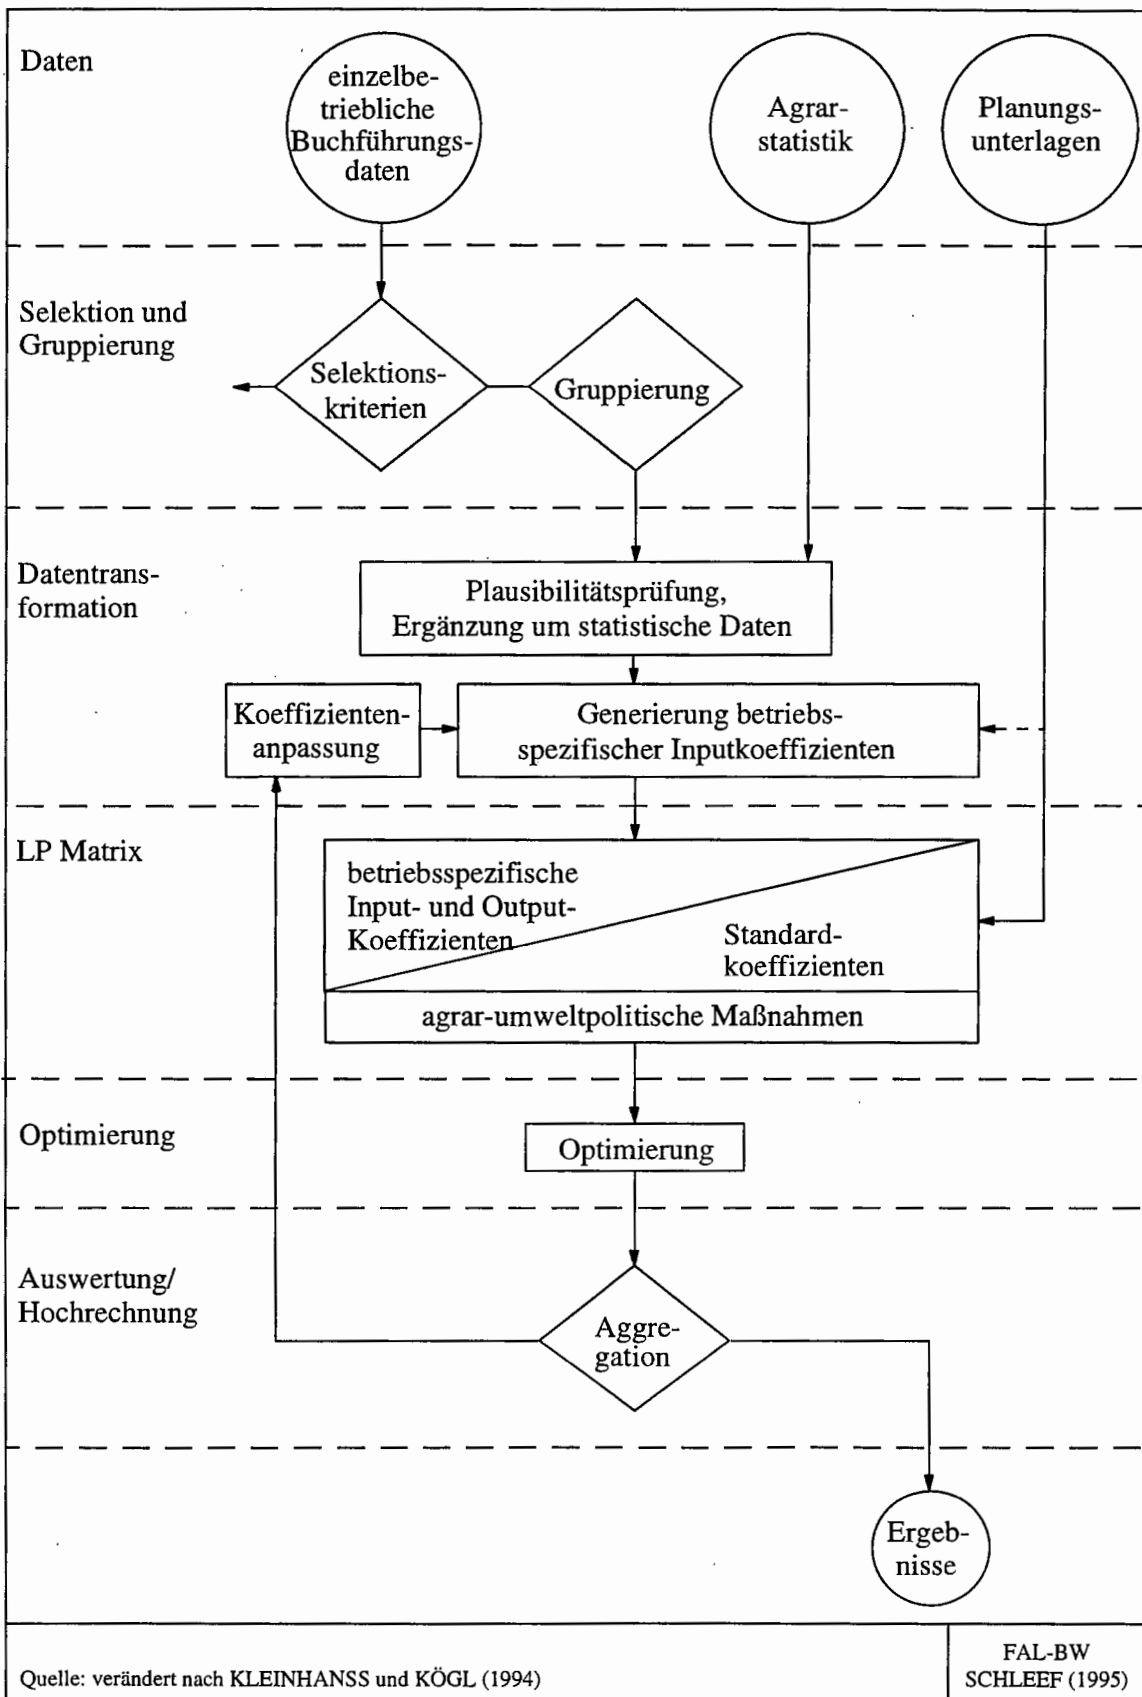 Daten
einzelbe-
triebliche
Buchführungs-
daten
Agrar-
statistik
Planungs-
unterlagen
Selektion und
Gruppierung
Selektions-
kriterien
Gruppierung
Datentrans-
formation
Plausibilitätsprüfung,
Ergänzung um statistische Daten
Koeffizienten-
anpassung
Generierung betriebs-
spezifischer Inputkoeffizienten
LP Matrix
betriebsspezifische
Input- und Output-
Koeffizienten
Standard-
koeffizienten
agrar-umweltpolitische Maßnahmen
Optimierung
Optimierung
Auswertung/
Hochrechnung
Aggre-
gation
Ergeb-
nisse
Quelle: verändert nach KLEINHANSS und KÖGL (1994)
FAL-BW
SCHLEEF (1995)